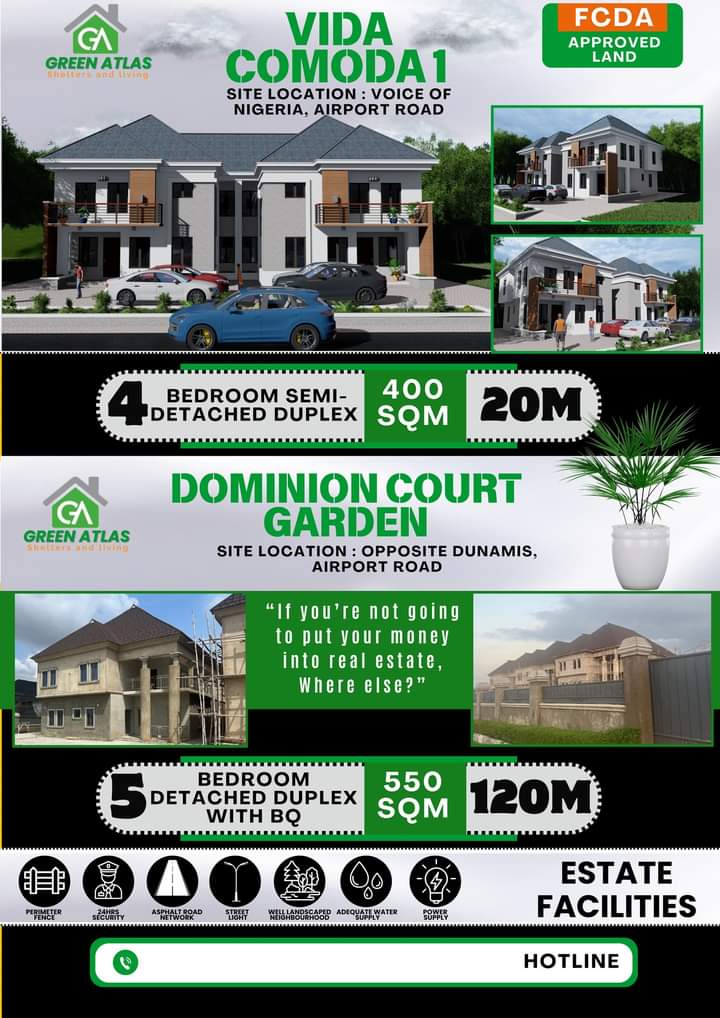 GA
GREEN ATLAS
Shelters and living
VIDA
COMODA 1
SITE LOCATION : VOICE OF
NIGERIA, AIRPORT ROAD
FCDA
APPROVED
LAND
4 BEDROOM SEMI-
DETACHED DUPLEX
400
SQM
20M
GA
GREEN ATLAS
Shelters and living
DOMINION COURT
GARDEN
SITE LOCATION : OPPOSITE DUNAMIS,
AIRPORT ROAD
“If you’re not going
to put your money
into real estate,
Where else?”
5 BEDROOM
DETACHED DUPLEX
WITH BQ
550
SQM
120M
PERIMETER
FENCE
24HRS
SECURITY
ASPHALT ROAD
NETWORK
STREET
LIGHT
WELL LANDSCAPED
NEIGHBOURHOOD
ADEQUATE WATER
SUPPLY
POWER
SUPPLY
ESTATE
FACILITIES
HOTLINE